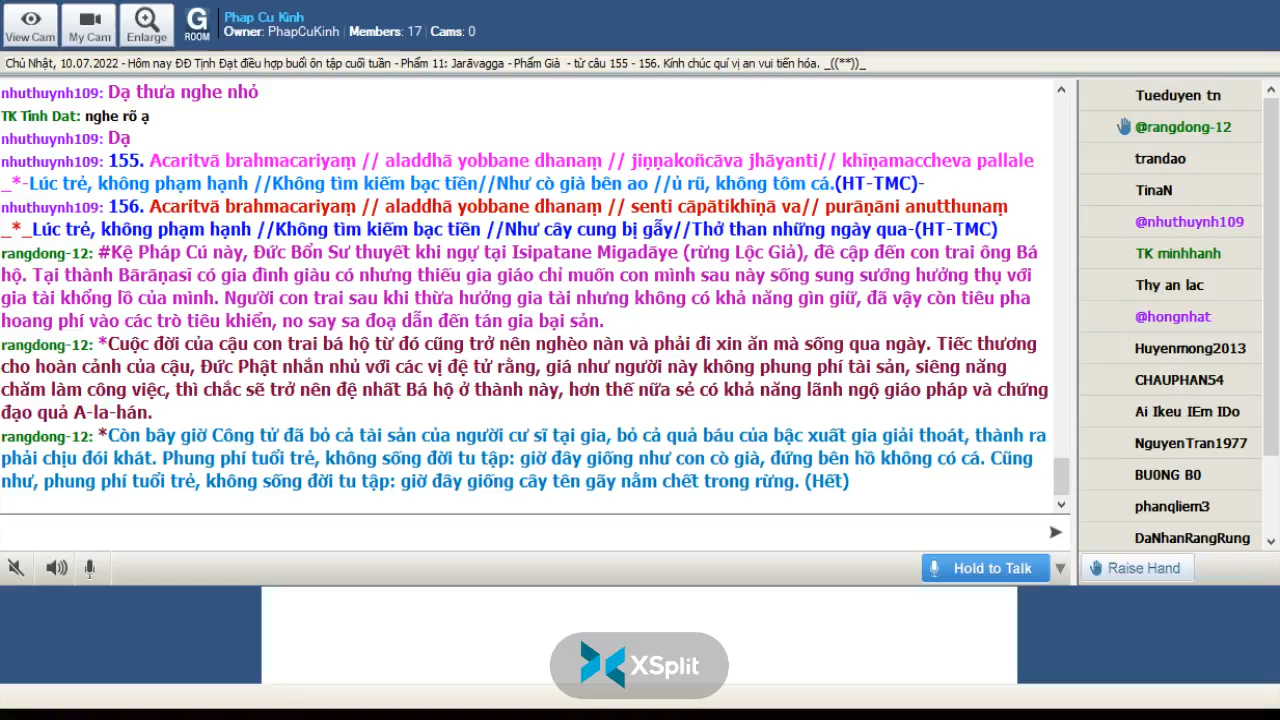 View Cam
My Cam
Enlarge
G
ROOM
Phap Cu Kinh
Owner: PhapCuKinh | Members: 17 | Cams: 0
Chủ Nhật, 10.07.2022 - Hôm nay ĐĐ Tịnh Đạt điều hợp buổi ôn tập cuối tuần - Phẩm 11: Jarāvagga - Phẩm Già - từ câu 155 - 156. Kính chúc quí vị an vui tiến hóa. _((**))_
nhuthuynh109: Dạ thưa nghe nhỏ
TK Tinh Dat: nghe rõ ạ
nhuthuynh109: Dạ
nhuthuynh109: 155. Acaritvā brahmacariyaṃ // aladdhā yobbane dhanaṃ // jiṇṇakoñcāva jhāyanti// khīṇamaccheva pallale
_*-Lúc trẻ, không phạm hạnh //Không tìm kiếm bạc tiền//Như cò già bên ao //ủ rũ, không tôm cá.(HT-TMC)-
nhuthuynh109: 156. Acaritvā brahmacariyaṃ // aladdhā yobbane dhanaṃ // senti cāpātikhīṇā va// purāṇāni anutthunaṃ
_*_Lúc trẻ, không phạm hạnh //Không tìm kiếm bạc tiền //Như cây cung bị gẫy//Thở than những ngày qua-(HT-TMC)
rangdong-12: #Kệ Pháp Cú này, Đức Bổn Sư thuyết khi ngự tại Isipatane Migadāye (rừng Lộc Giả), đề cập đến con trai ông Bá
hộ. Tại thành Bārāṇasī có gia đình giàu có nhưng thiếu gia giáo chỉ muốn con mình sau này sống sung sướng hưởng thụ với
gia tài khổng lồ của mình. Người con trai sau khi thừa hưởng gia tài nhưng không có khả năng gìn giữ, đã vậy còn tiêu pha
hoang phí vào các trò tiêu khiển, no say sa đoạ dẫn đến tán gia bại sản.
rangdong-12: *Cuộc đời của cậu con trai bá hộ từ đó cũng trở nên nghèo nàn và phải đi xin ăn mà sống qua ngày. Tiếc thương
cho hoàn cảnh của cậu, Đức Phật nhắn nhủ với các vị đệ tử rằng, giá như người này không phung phí tài sản, siêng năng
chăm làm công việc, thì chắc sẽ trở nên đệ nhất Bá hộ ở thành này, hơn thế nữa sẻ có khả năng lãnh ngộ giáo pháp và chứng
đạo quả A-la-hán.
rangdong-12: *Còn bây giờ Công tử đã bỏ cả tài sản của người cư sĩ tại gia, bỏ cả quả báu của bậc xuất gia giải thoát, thành ra
phải chịu đói khát. Phung phí tuổi trẻ, không sống đời tu tập: giờ đây giống như con cò già, đứng bên hồ không có cá. Cũng
như, phung phí tuổi trẻ, không sống đời tu tập: giờ đây giống cây tên gãy nằm chết trong rừng. (Hết)
Tueduyen tn
@rangdong-12
trandao
TinaN
@nhuthuynh109
TK minhhanh
Thy an lac
@hongnhat
Huyenmong2013
CHAUPHAN54
Ai Ikeu IEm IDo
NguyenTran1977
BU0NG B0
phanqliem3
DaNhanRangRung
Hold to Talk
Raise Hand
XSplit